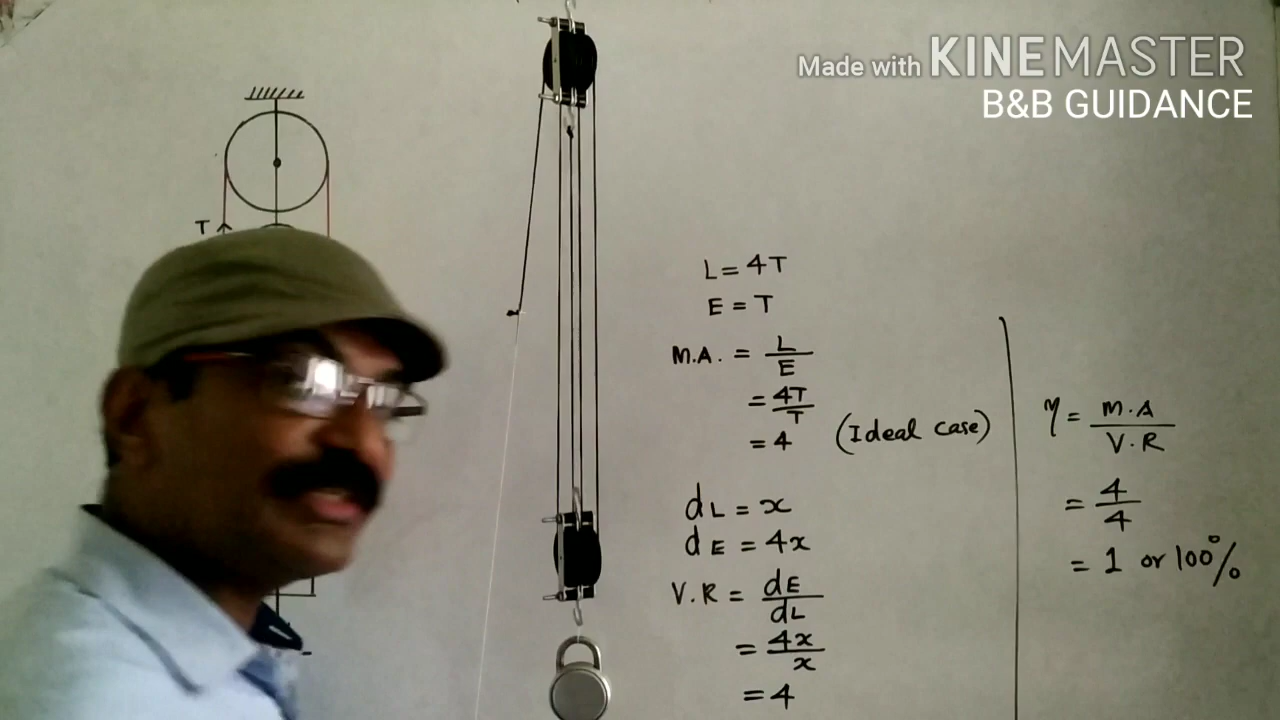 Made with KINEMASTER
B&B GUIDANCE
T
L = 4T
E = T
M.A. = L/E
= 4T/T
= 4 (Ideal case)
dL = x
dE = 4x
V.R = dE/dL
= 4x/x
= 4
η = M.A/V.R
= 4/4
= 1 or 100%